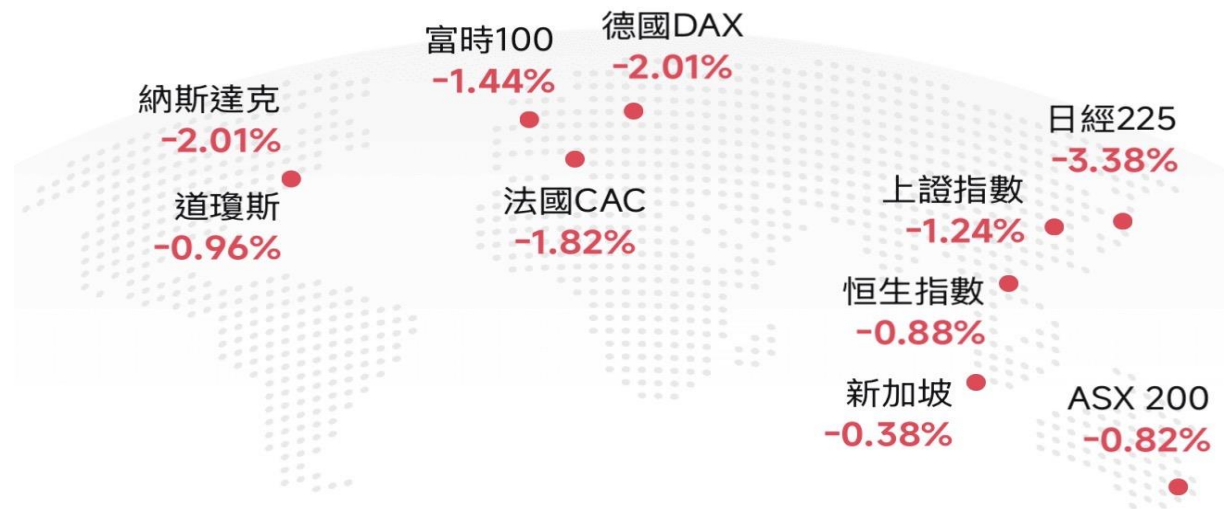 富時100
-1.44%
德國DAX
-2.01%
納斯達克
-2.01%
道瓊斯
-0.96%
法國CAC
-1.82%
日經225
-3.38%
上證指數
-1.24%
恒生指數
-0.88%
新加坡
-0.38%
ASX 200
-0.82%